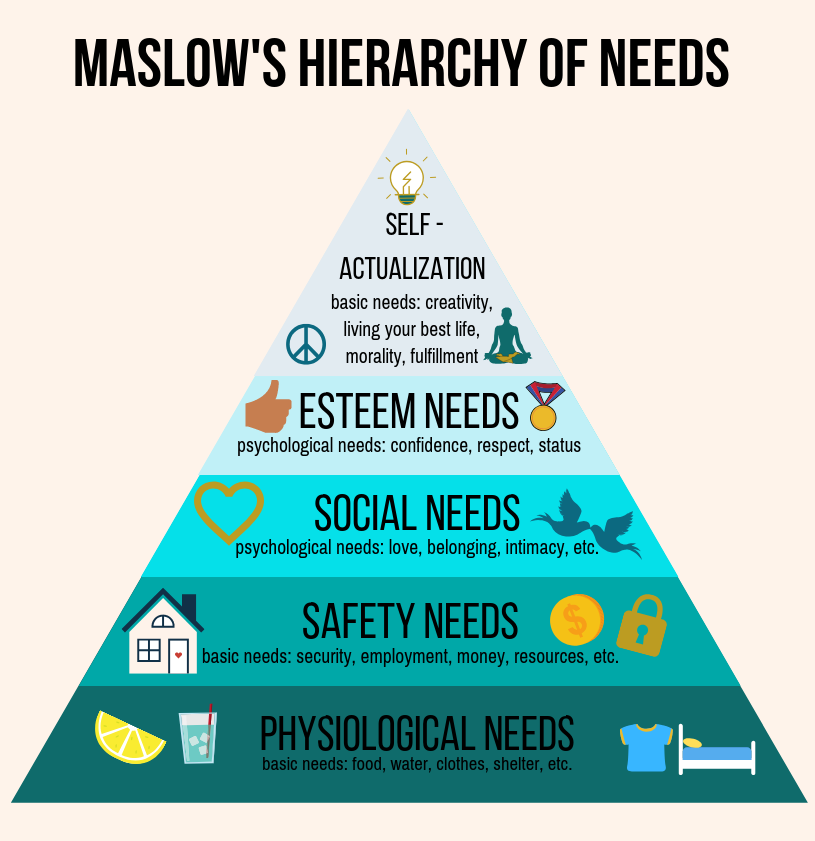 MASLOW'S HIERARCHY OF NEEDS
SELF -
ACTUALIZATION
basic needs: creativity,
living your best life,
morality, fulfillment
ESTEEM NEEDS
psychological needs: confidence, respect, status
SOCIAL NEEDS
psychological needs: love, belonging, intimacy, etc.
SAFETY NEEDS
$
basic needs: security, employment, money, resources, etc.
PHYSIOLOGICAL NEEDS
basic needs: food, water, clothes, shelter, etc.